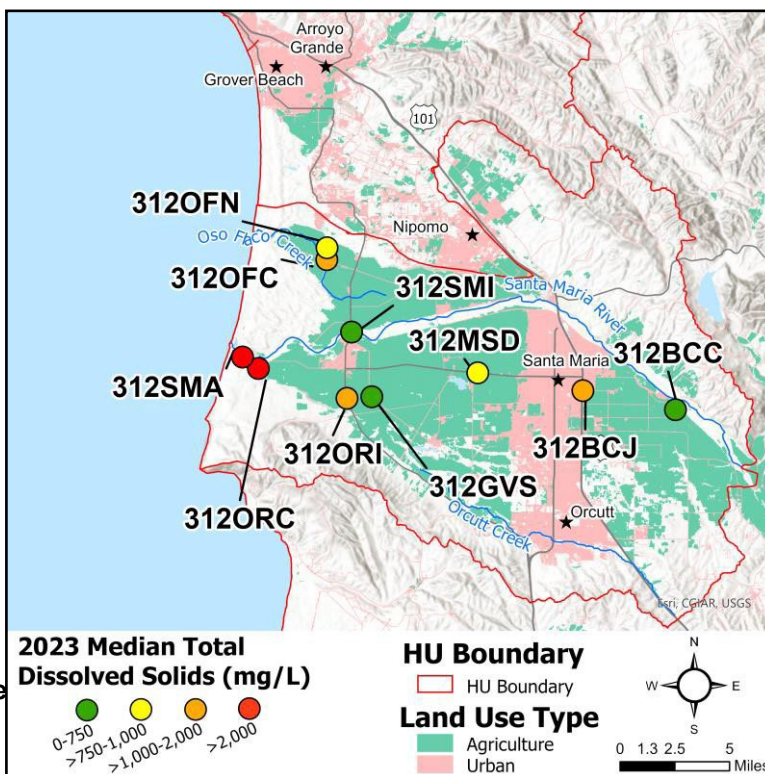 Arroyo
Grande
Grover Beach
101
312OFN
Nipomo
Oso Flaco Creek
312OFC
312SMI
Santa Maria River
312MSD
Santa Maria
312BCC
312SMA
312ORI
312BCJ
312GVS
312ORC
Orcutt
Orcutt Creek
Esri, CGIAR, USGS
2023 Median Total
Dissolved Solids (mg/L)
0-750
>750-1,000
>1,000-2,000
>2,000
e
HU Boundary
HU Boundary
Land Use Type
Agriculture
Urban
N
W E
S
0 1.3 2.5 5
Miles